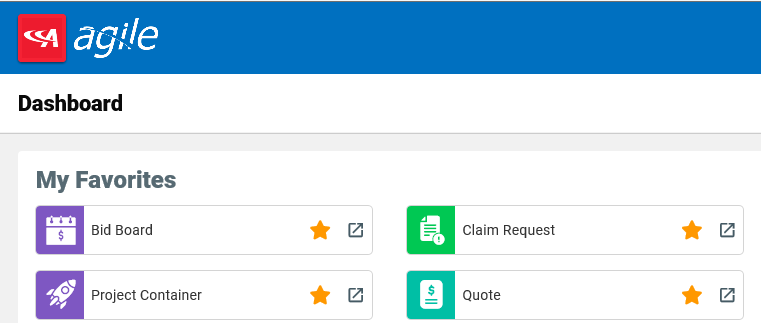 agile
Dashboard
My Favorites
Bid Board
Claim Request
Project Container
Quote